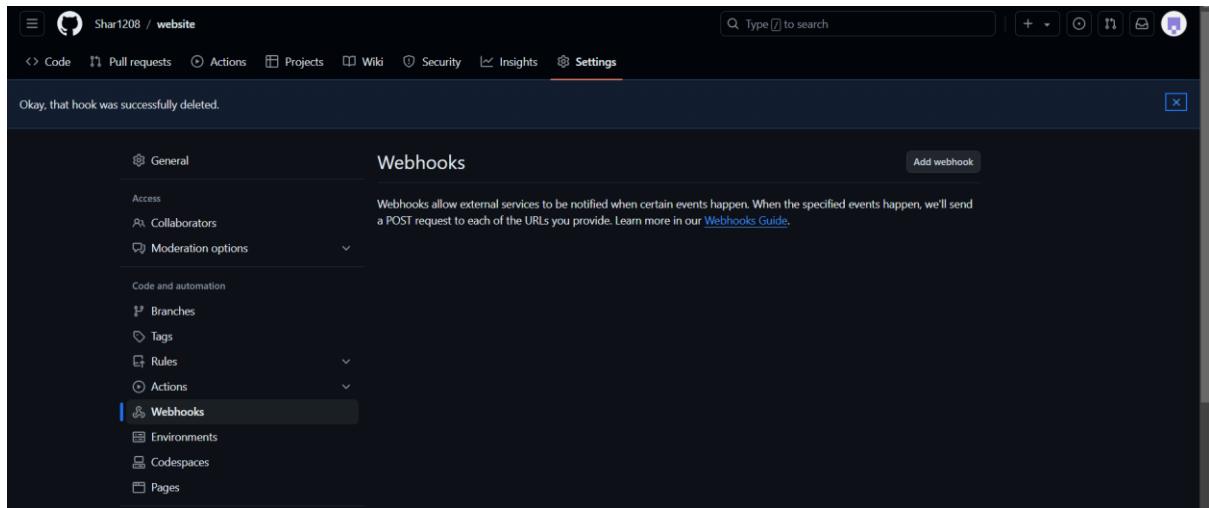 Shar1208 / website
Type / to search
Code Pull requests Actions Projects Wiki Security Insights Settings
Okay, that hook was successfully deleted.
General
Access
Collaborators
Moderation options
Code and automation
Branches
Tags
Rules
Actions
Webhooks
Environments
Codespaces
Pages
Webhooks
Add webhook
Webhooks allow external services to be notified when certain events happen. When the specified events happen, we'll send
a POST request to each of the URLs you provide. Learn more in our Webhooks Guide.